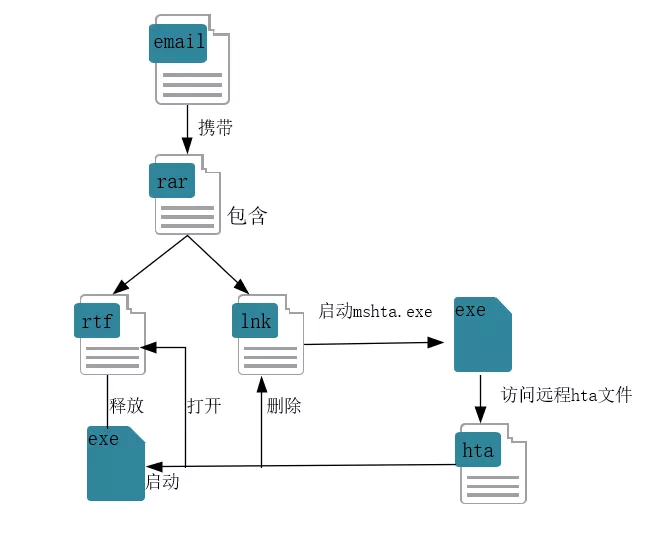 email
携带
rar
包含
rtf
lnk
启动mshta.exe
exe
访问远程hta文件
释放
打开
删除
exe
启动
hta